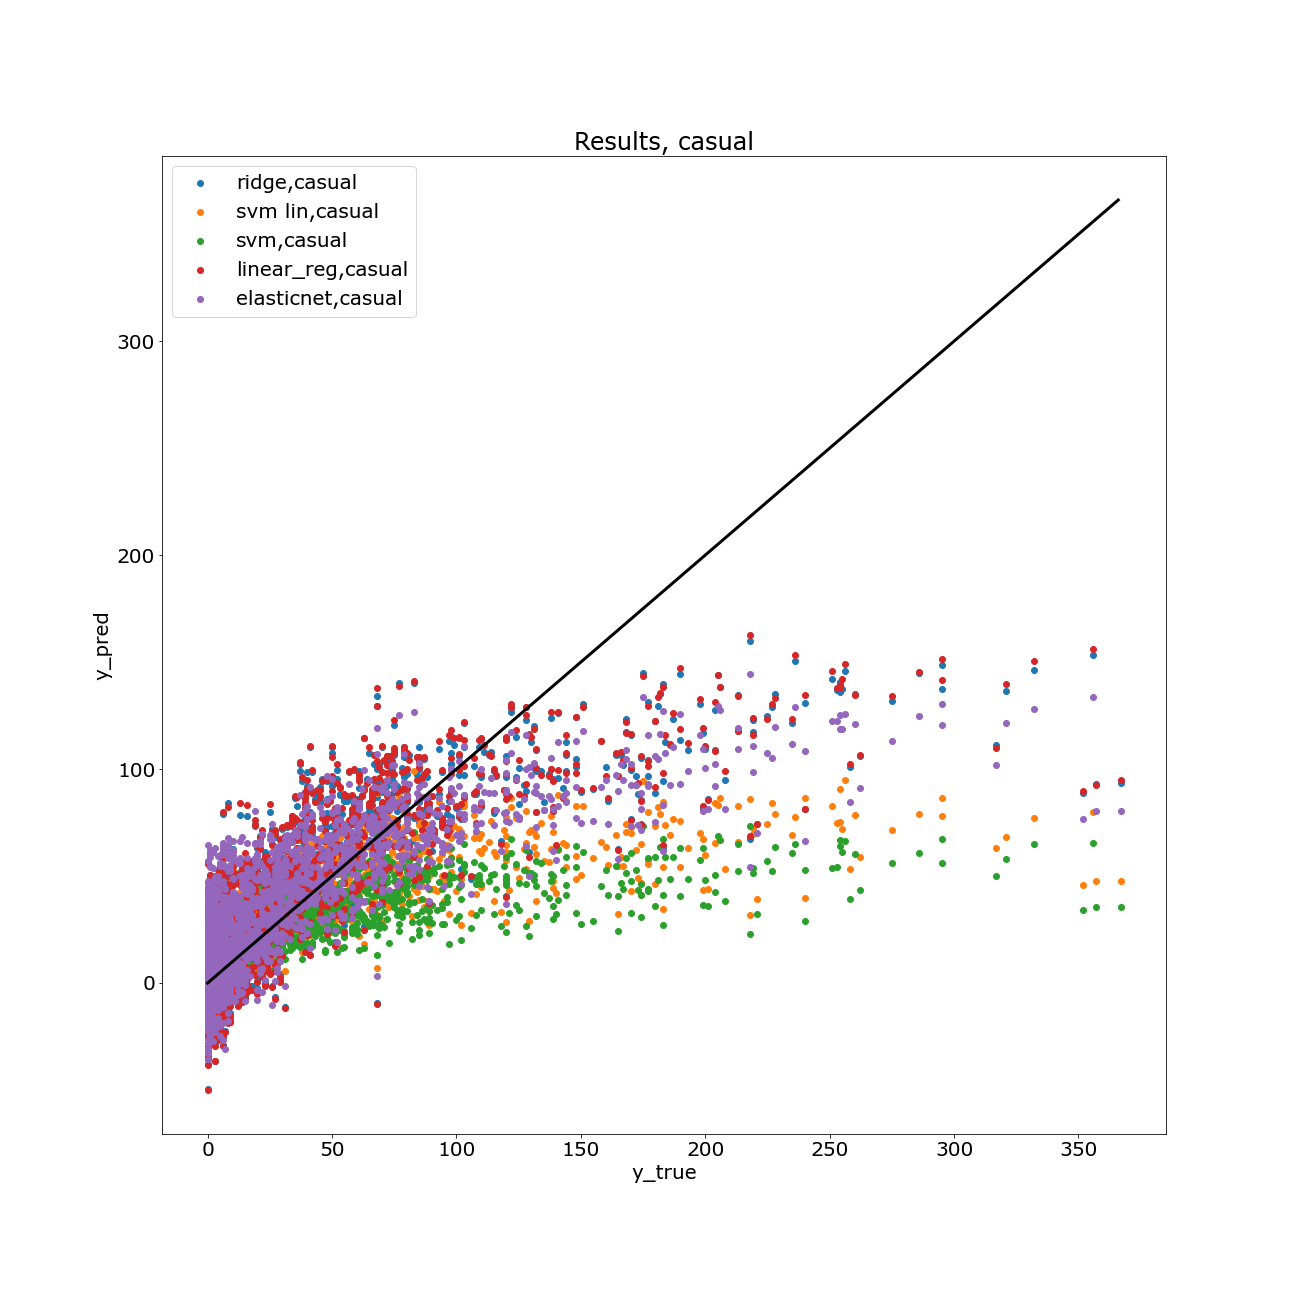 Results, casual
ridge,casual
svm lin,casual
svm,casual
linear_reg,casual
elasticnet,casual
300
200
100
0
y_pred
0 50 100 150 200 250 300 350
y_true